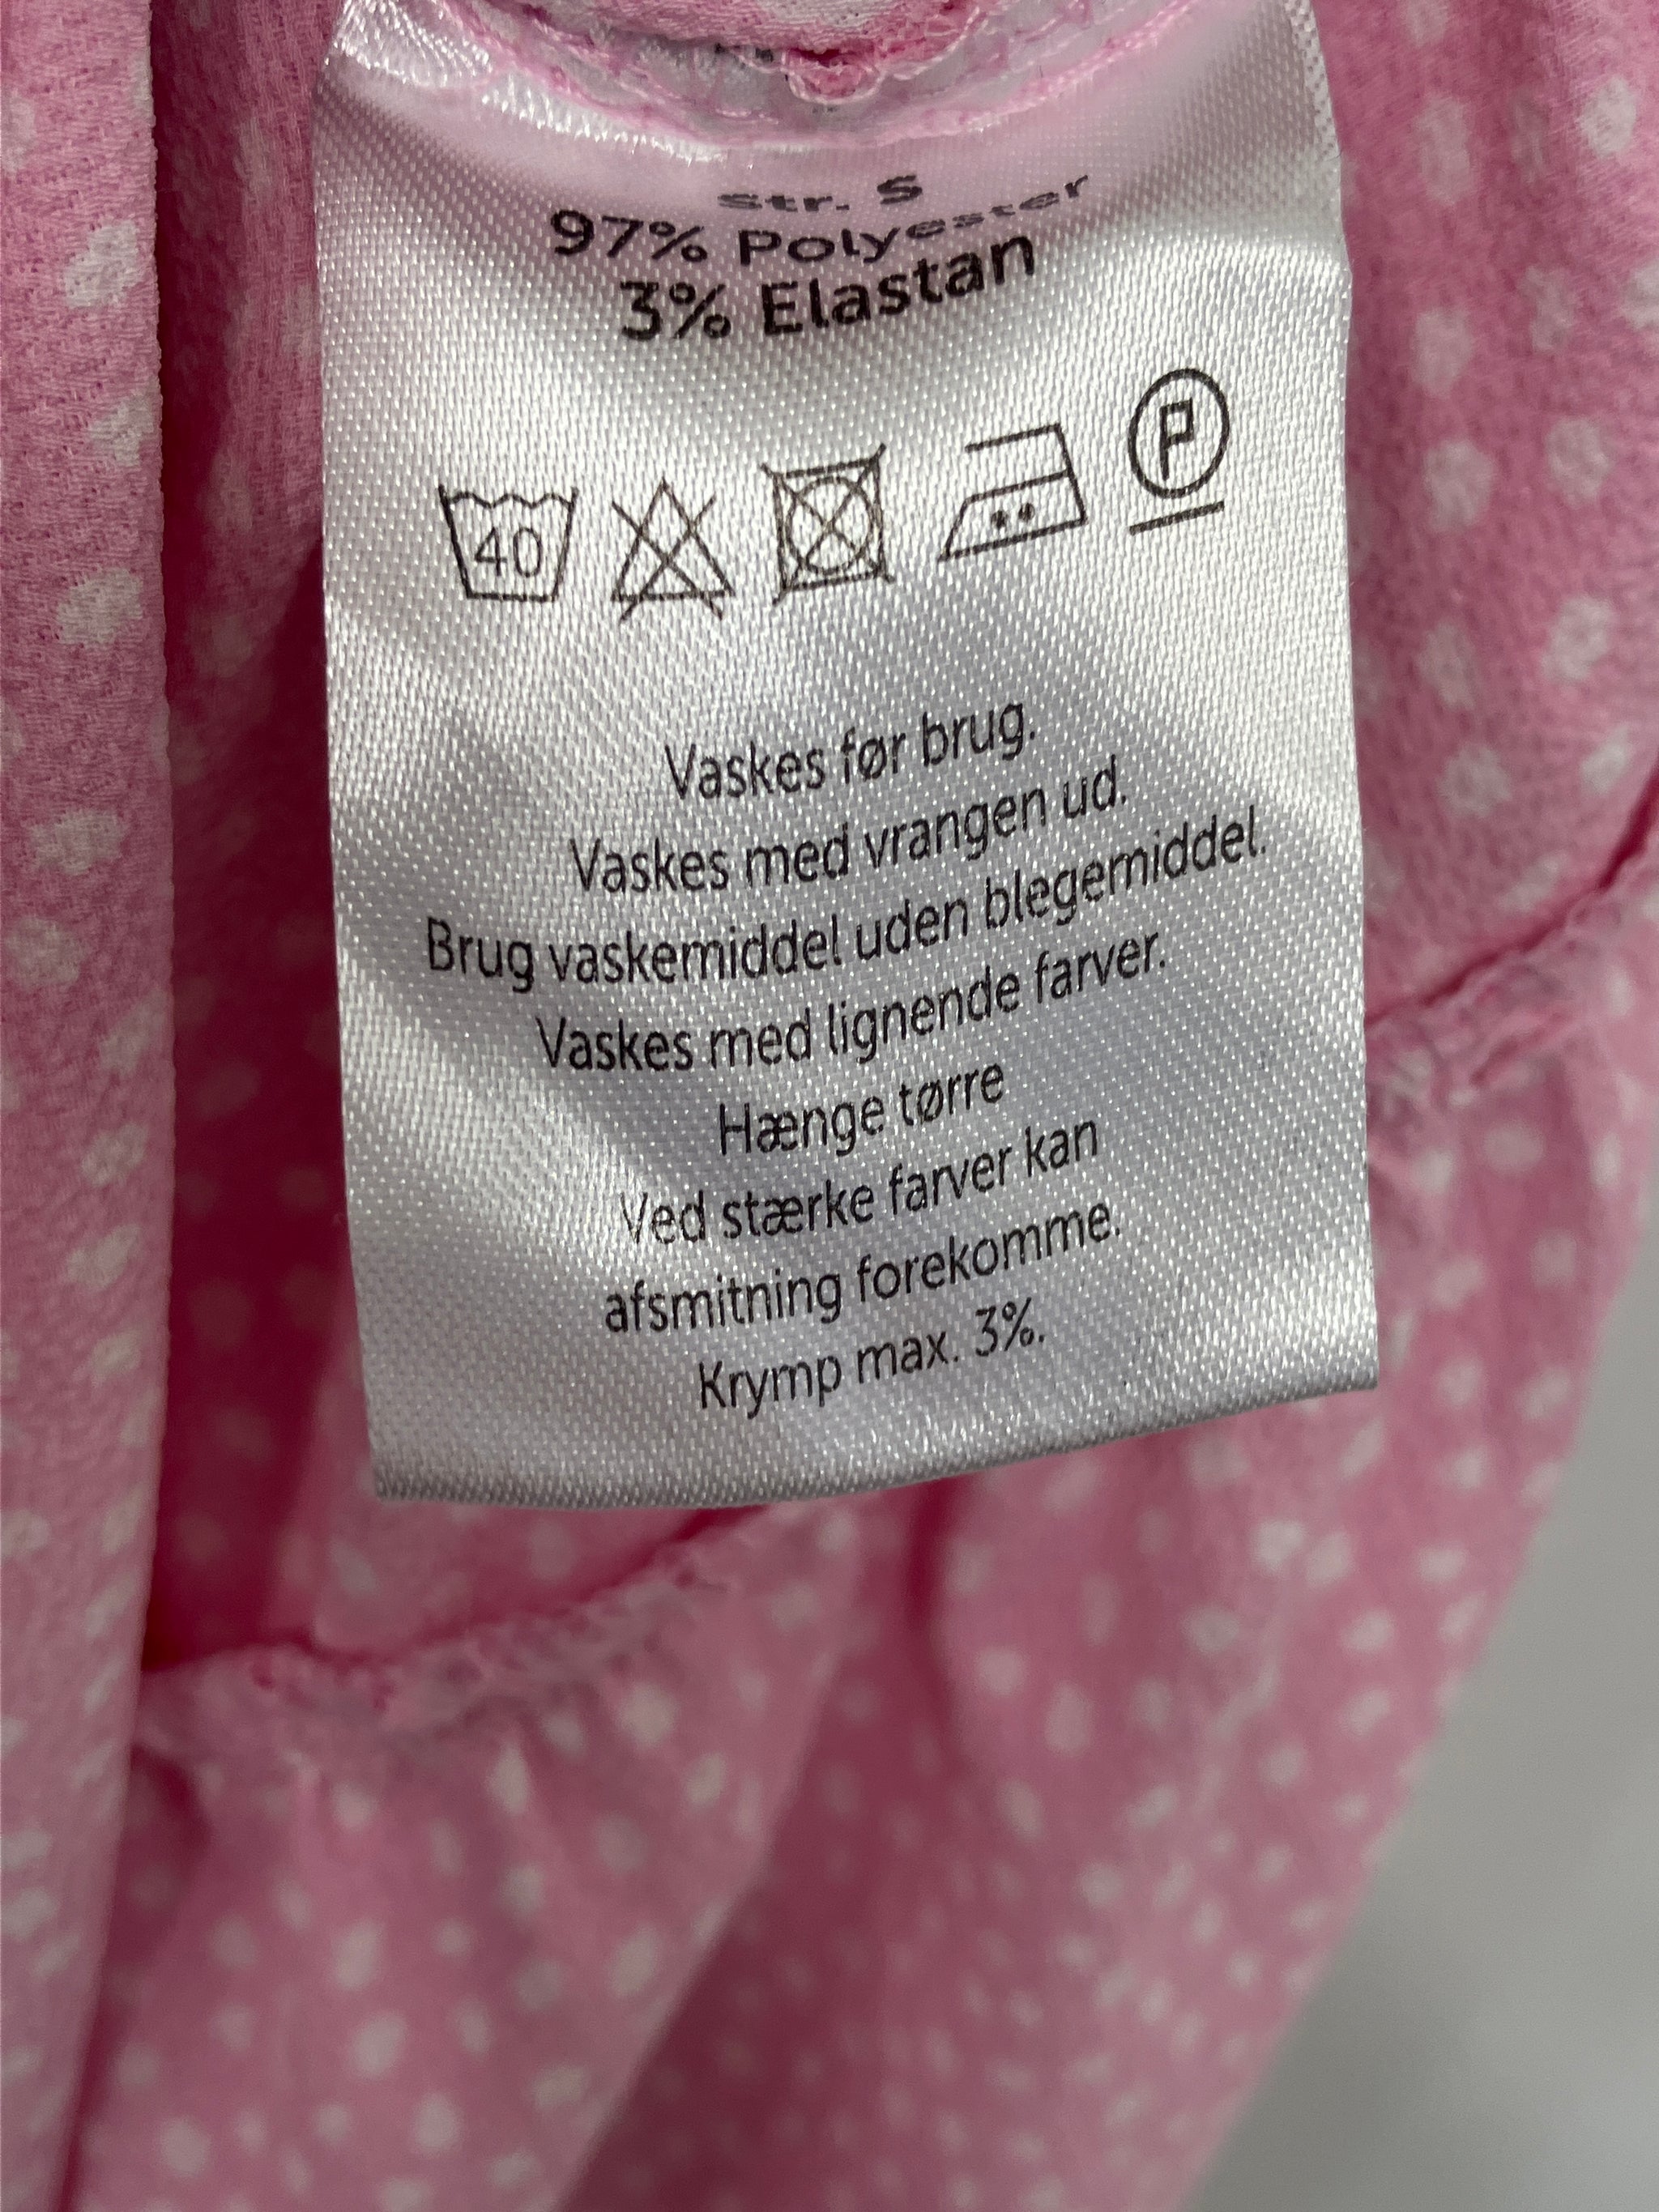 Str. S
97% Polyester
3% Elastan
40 P
Vaskes før brug.
Vaskes med vrangen ud.
Brug vaskemiddel uden blegemiddel.
Vaskes med lignende farver.
Hænge tørre
Ved stærke farver kan
afsmitning forekomme.
Krymp max. 3%.